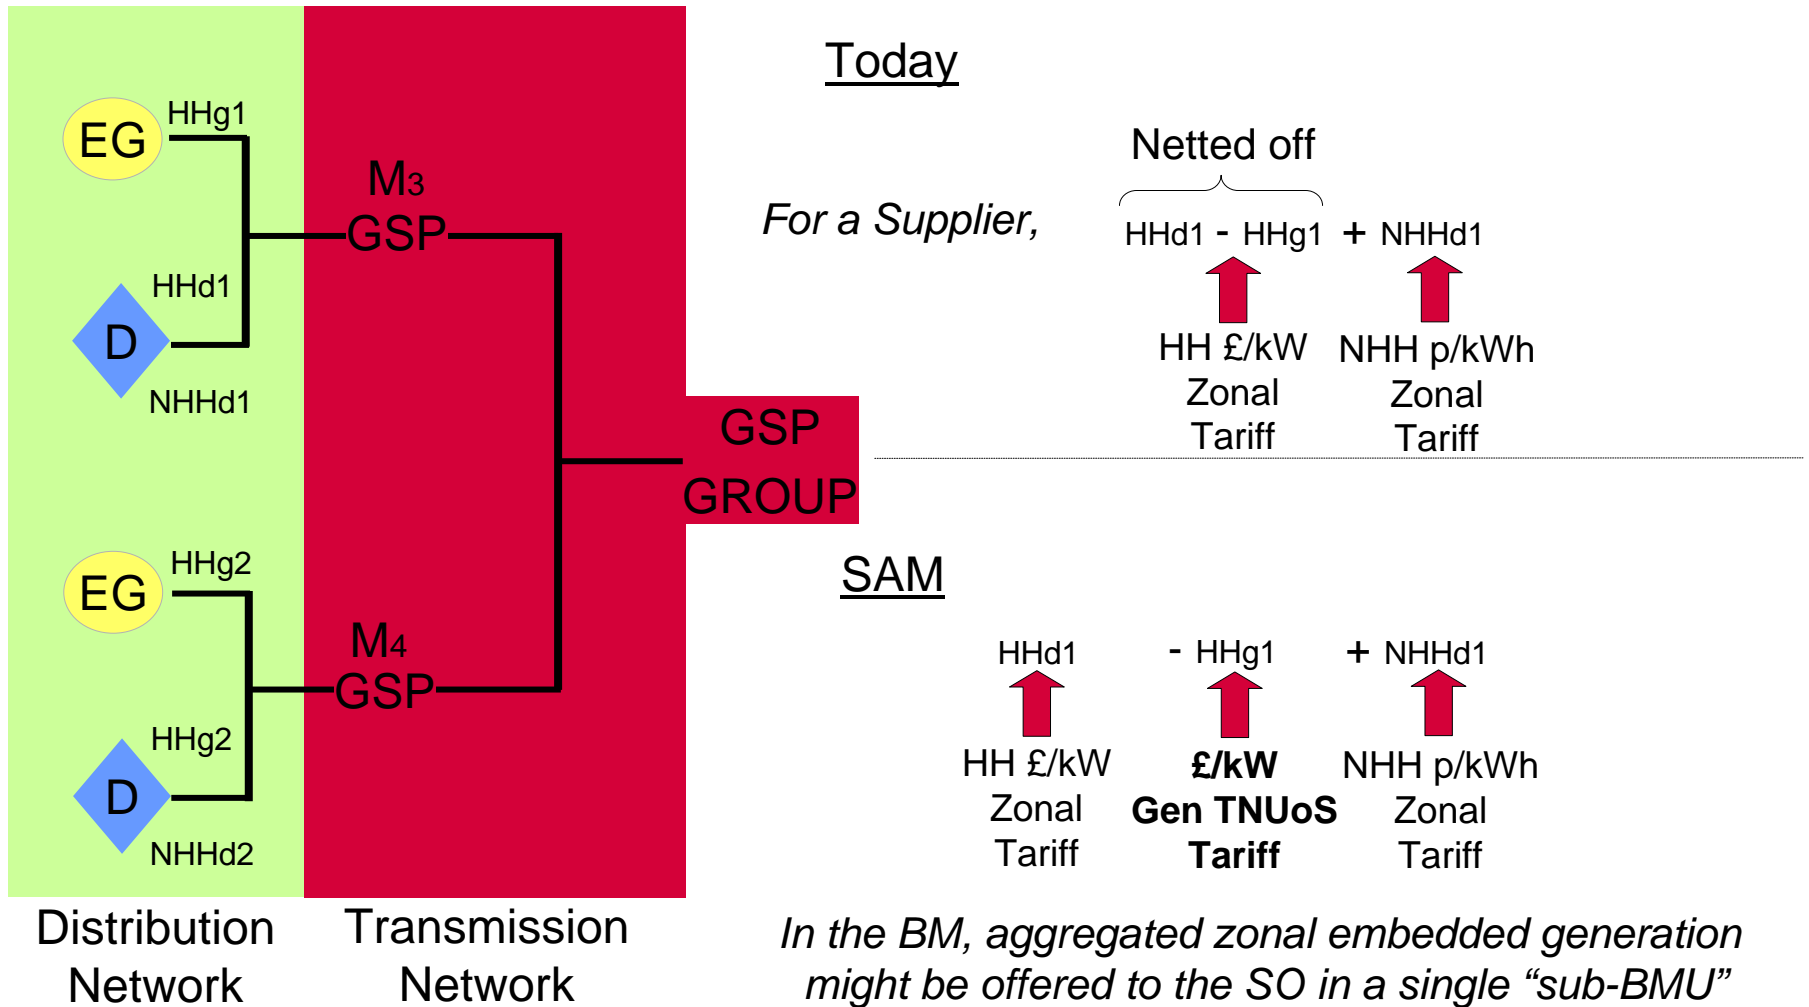 HHg1
EG
HHd1
D
NHHd1
M3
GSP
GSP
GROUP
HHg2
EG
HHg2
D
NHHd2
M4
GSP
Distribution
Network
Transmission
Network
Today
Netted off
For a Supplier,
HHd1 - HHg1 + NHHd1
HH £/kW
Zonal
Tariff
NHH p/kWh
Zonal
Tariff
SAM
HHd1 - HHg1 + NHHd1
HH £/kW
Zonal
Tariff
£/kW
Gen TNUoS
Tariff
NHH p/kWh
Zonal
Tariff
In the BM, aggregated zonal embedded generation
might be offered to the SO in a single “sub-BMU”